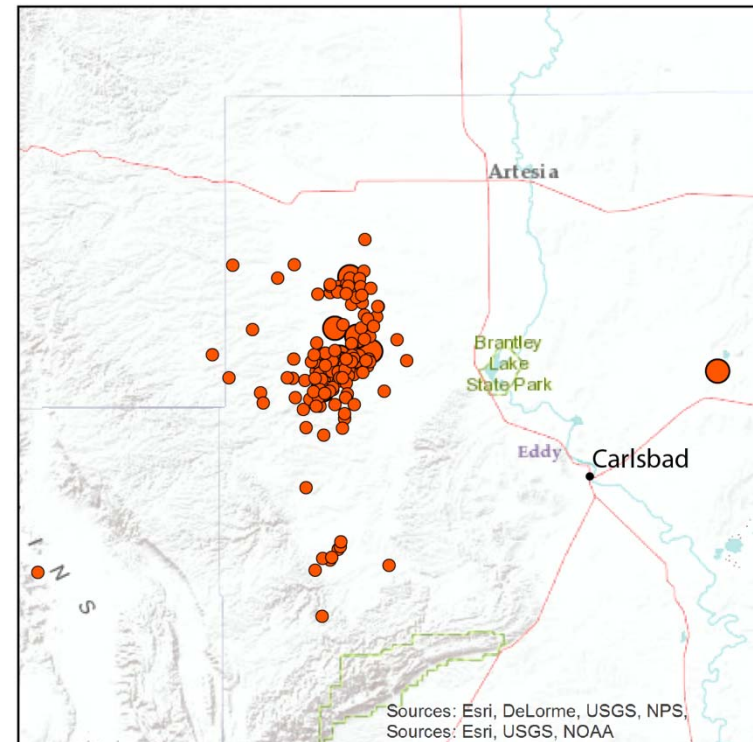 Artesia
Brantley
Lake
State Park
Eddy
Carlsbad
I N S
Sources: Esri, DeLorme, USGS, NPS,
Sources: Esri, USGS, NOAA